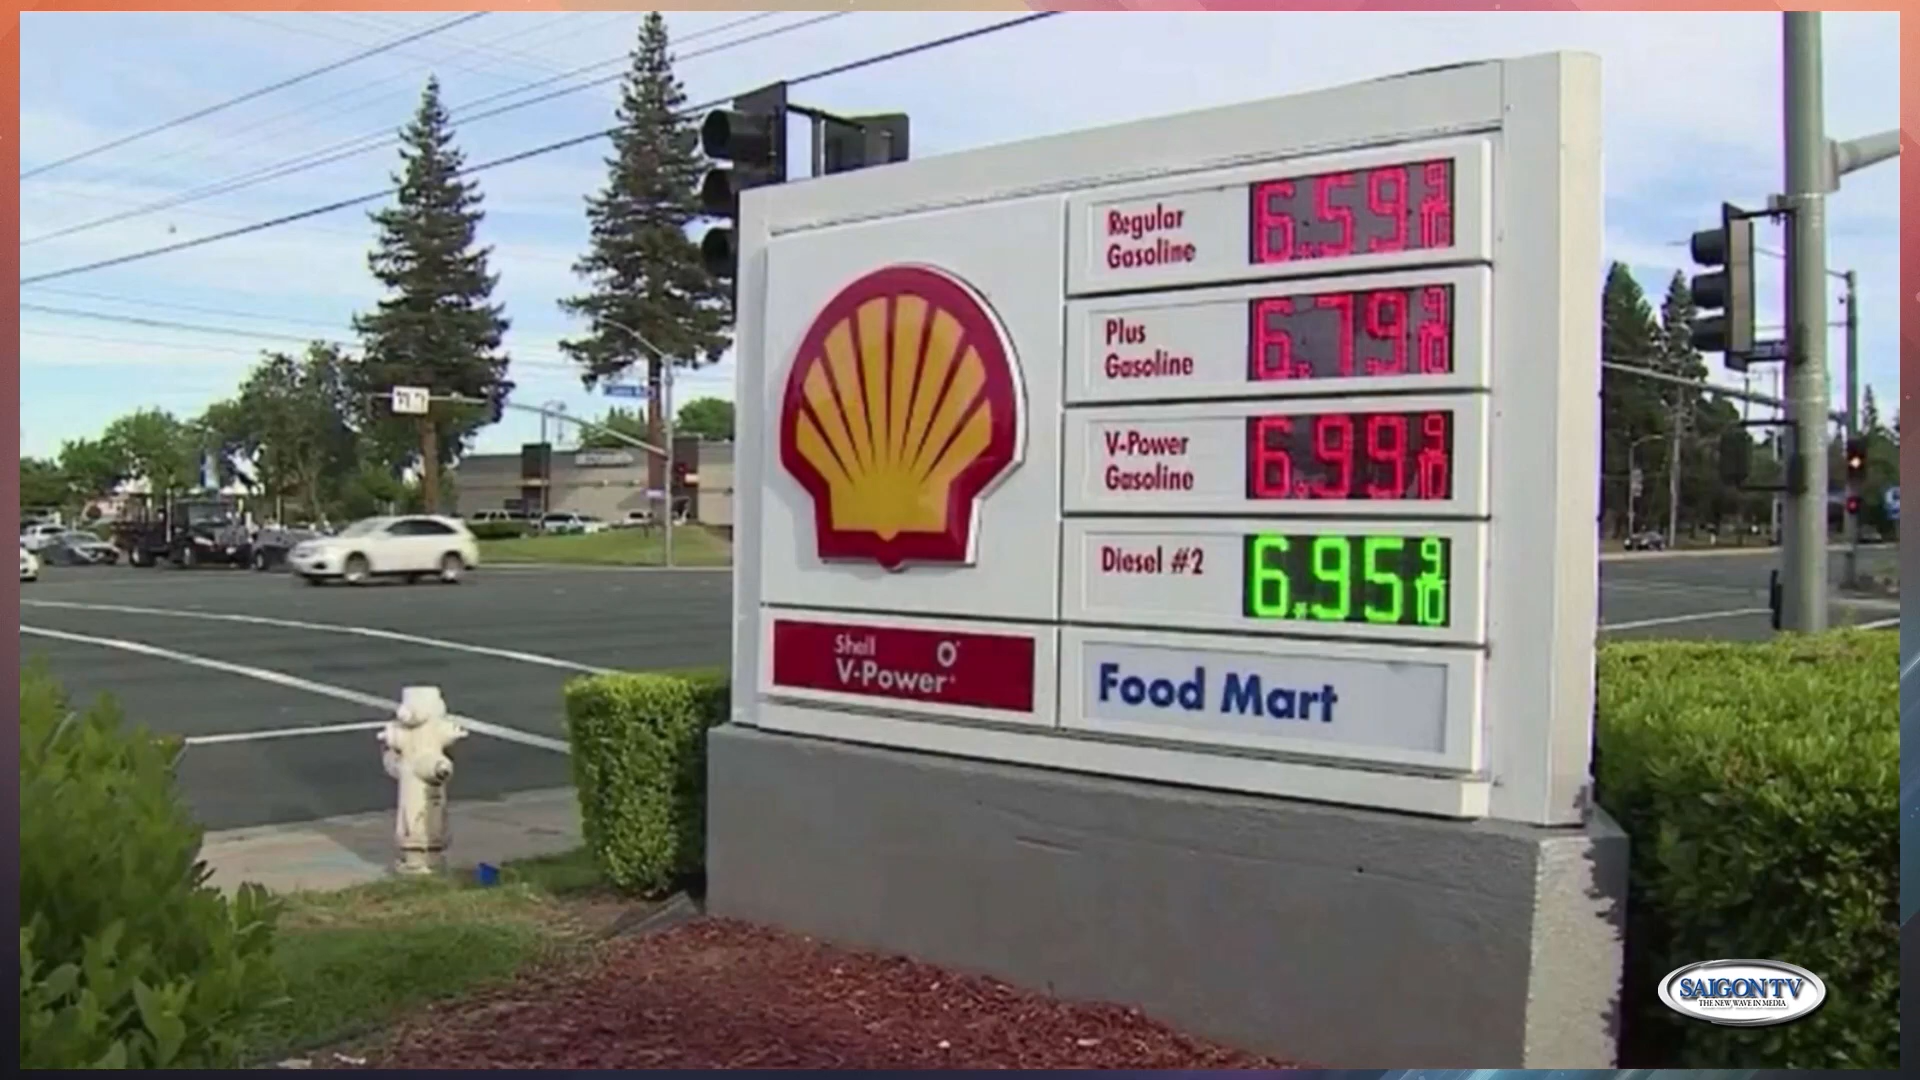 Regular
Gasoline
6.59 9/10
Plus
Gasoline
6.79 9/10
V-Power
Gasoline
6.99 9/10
Diesel #2
6.95 9/10
Shell
V-Power
Food Mart
SAIGON TV
THE NEW WAVE IN MEDIA